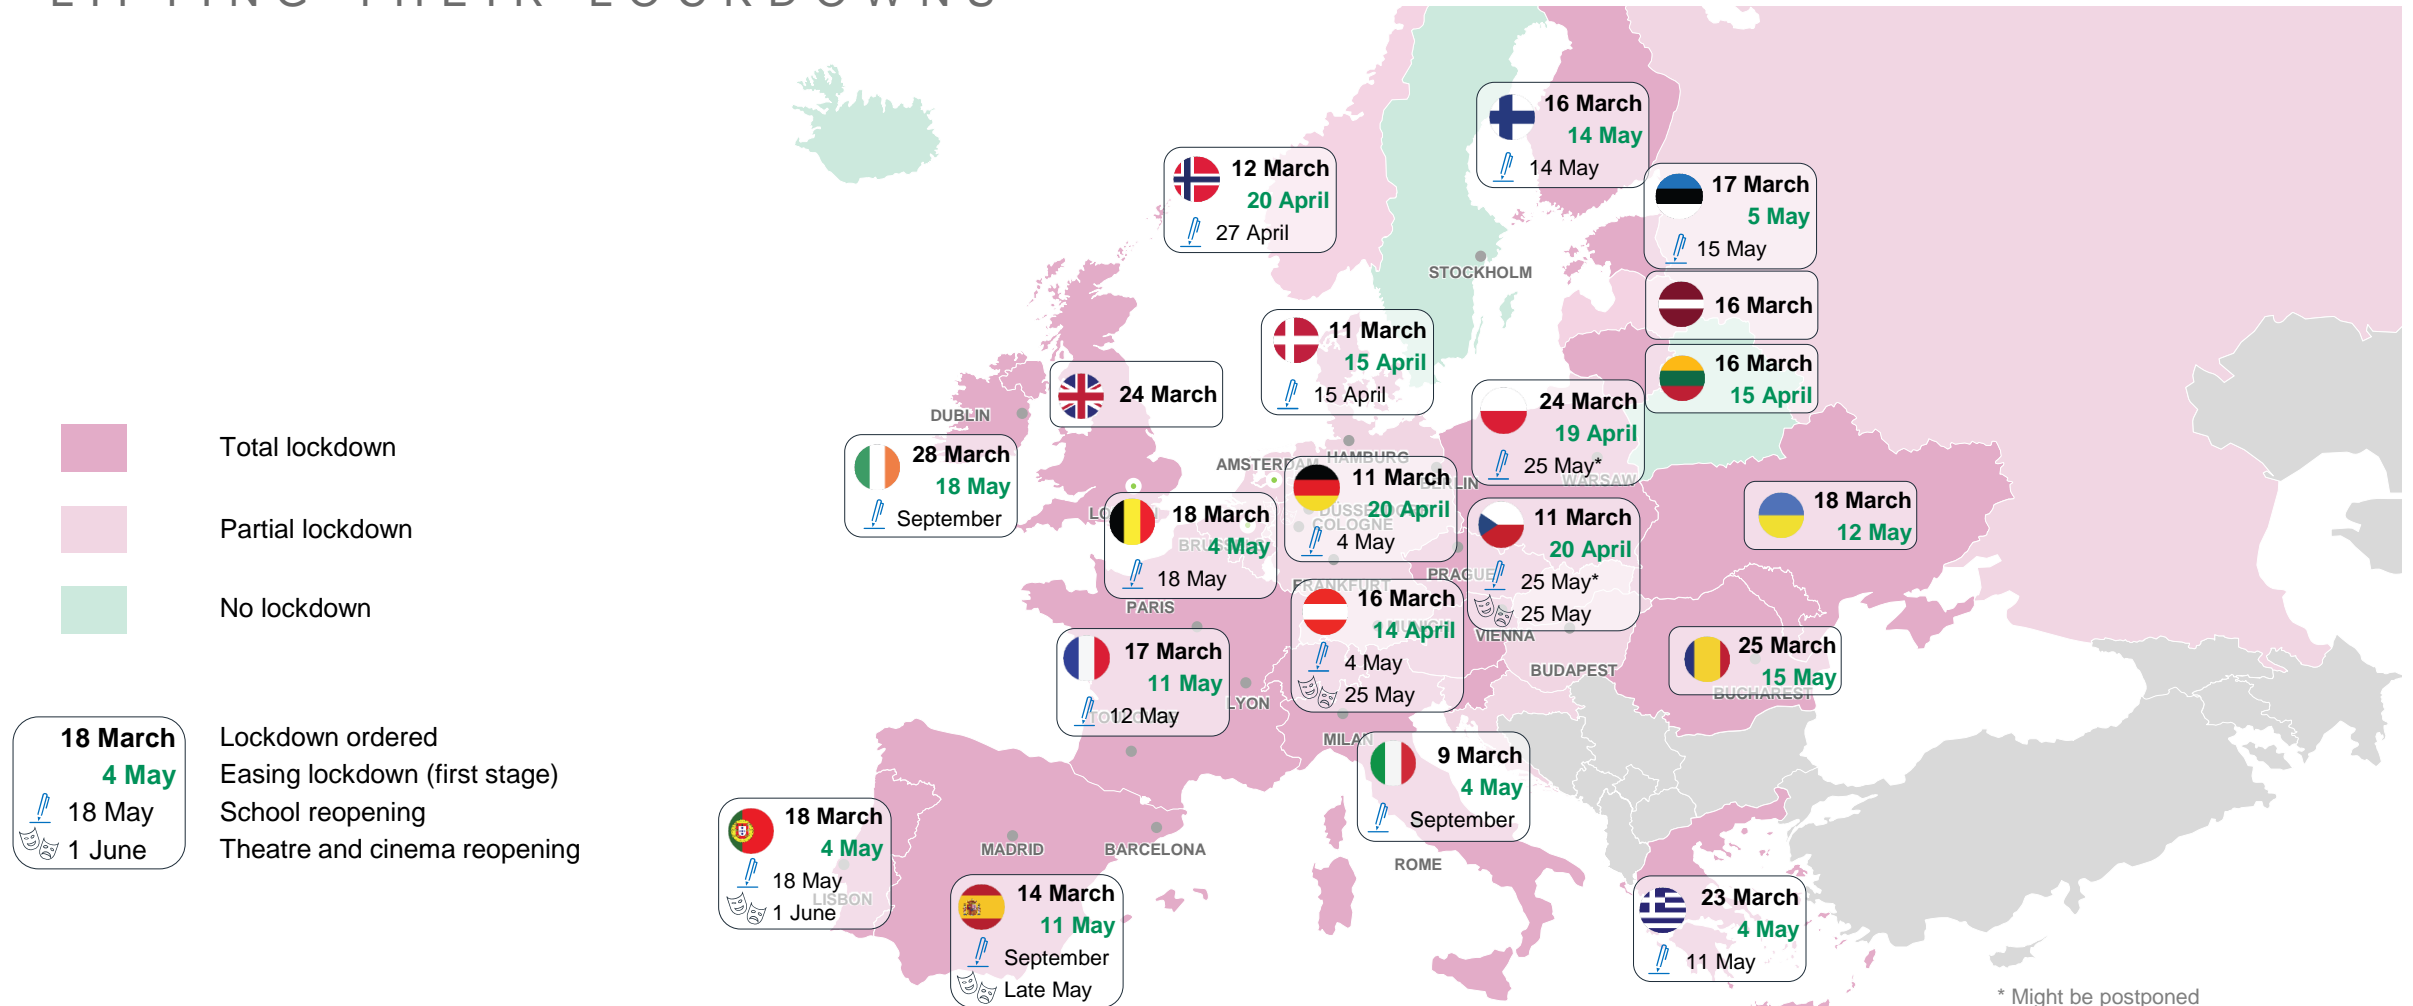 LIFTING THEIR LOCKDOWNS
16 March
14 May
14 May
12 March
20 April
27 April
17 March
5 May
15 May
STOCKHOLM
16 March
11 March
15 April
15 April
16 March
15 April
24 March
DUBLIN
24 March
19 April
25 May*
WARSAW
Total lockdown
28 March
18 May
September
AMSTERDAM
HAMBURG
BERLIN
11 March
20 April
4 May
COLOGNE
18 March
4 May
18 May
11 March
20 April
25 May*
25 May
18 March
12 May
Partial lockdown
FRANKFURT
PRAGUE
PARIS
16 March
14 April
4 May
25 May
VIENNA
No lockdown
17 March
11 May
12 May
LYON
BUDAPEST
25 March
15 May
BUCHAREST
MILAN
9 March
4 May
September
ROME
18 March
4 May
18 May
1 June
Lockdown ordered
Easing lockdown (first stage)
School reopening
Theatre and cinema reopening
18 March
4 May
18 May
1 June
LISBON
MADRID
BARCELONA
14 March
11 May
September
Late May
23 March
4 May
11 May
* Might be postponed